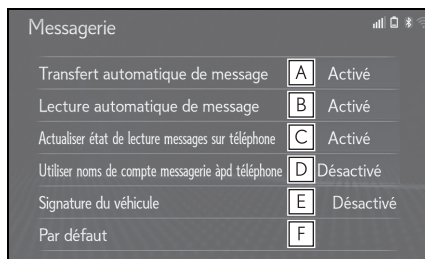 Messagerie
Transfert automatique de message A Activé
Lecture automatique de message B Activé
Actualiser état de lecture messages sur téléphone C Activé
Utiliser noms de compte messagerie àpd téléphone D Désactivé
Signature du véhicule E Désactivé
Par défaut F